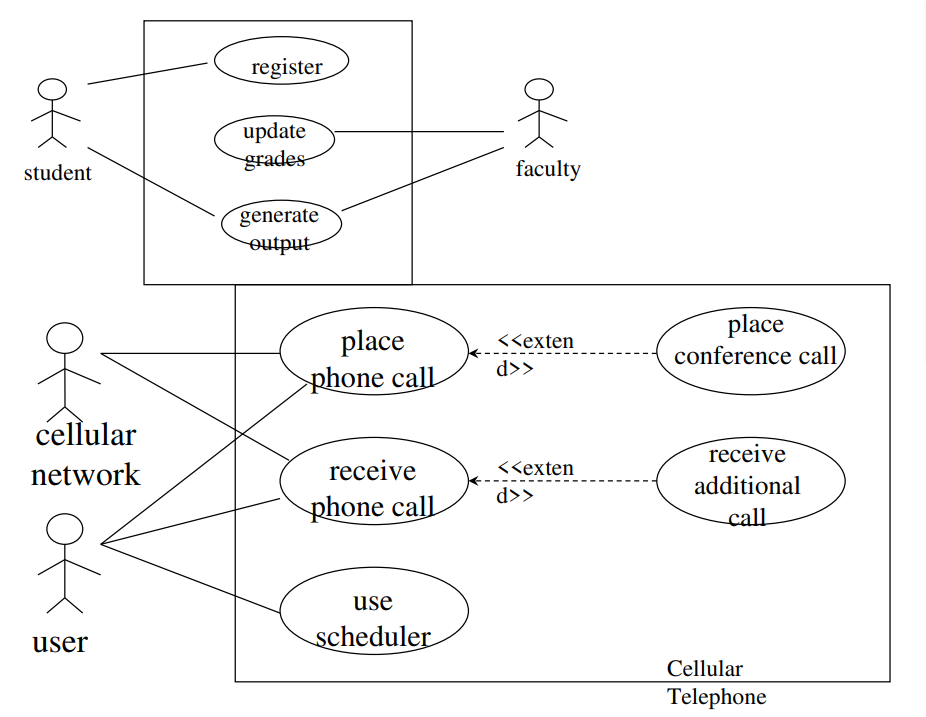 register
update
grades
student
faculty
generate
output
place
phone call
<<exten
d>>
place
conference call
cellular
network
receive
phone call
<<exten
d>>
receive
additional
call
use
scheduler
user
Cellular
Telephone